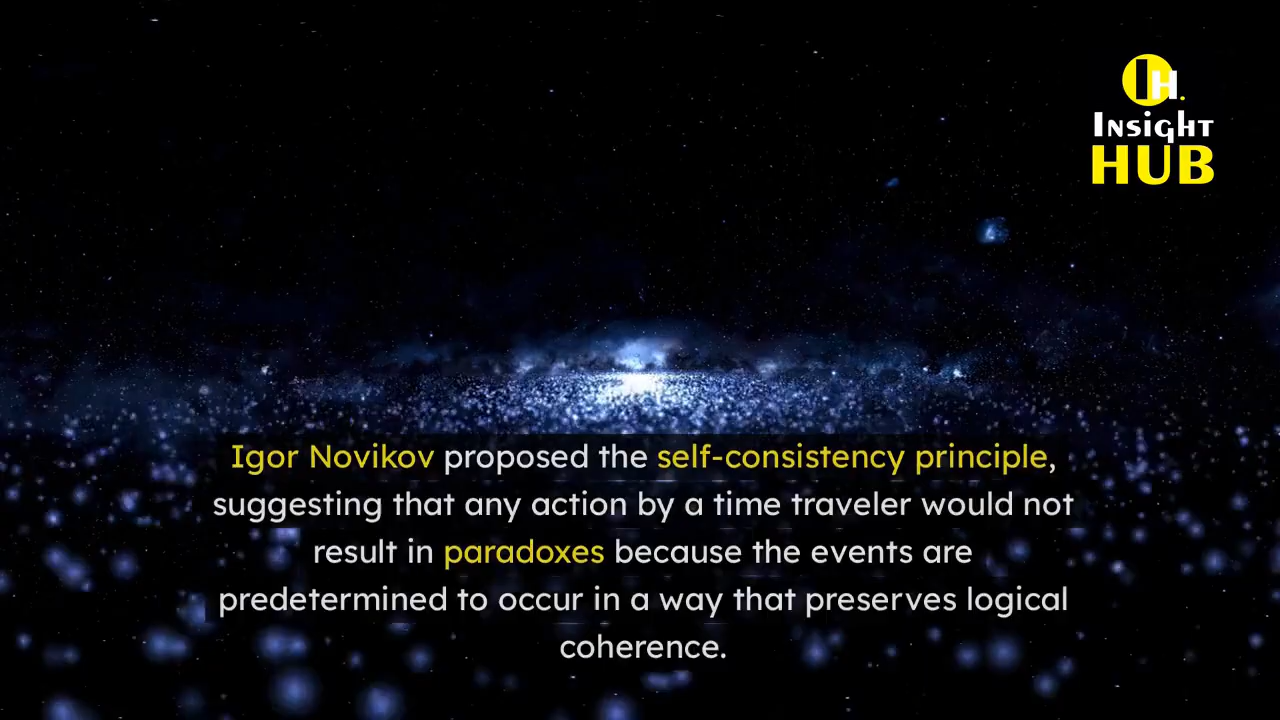 IH.
Insight
HUB
Igor Novikov proposed the self-consistency principle,
suggesting that any action by a time traveler would not
result in paradoxes because the events are
predetermined to occur in a way that preserves logical
coherence.